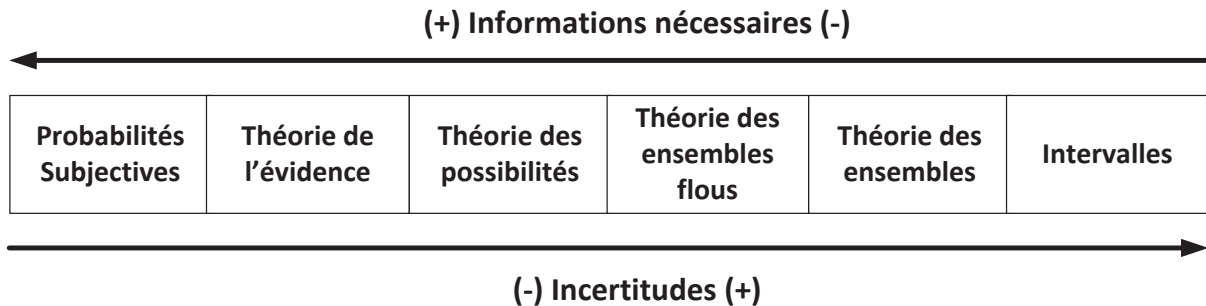 (+) Informations nécessaires (-)
Probabilités
Subjectives
Théorie de
l’évidence
Théorie des
possibilités
Théorie des
ensembles
flous
Théorie des
ensembles
Intervalles
(-) Incertitudes (+)